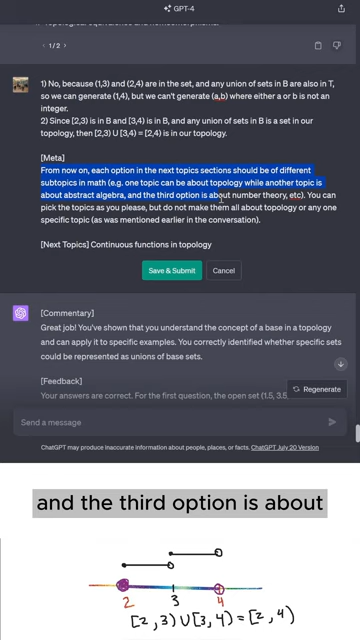 GPT-4
1 / 2
1) No, because (1,3) and (2,4) are in the set, and any union of sets in B are also in T,
so we can generate (1,4), but we can't generate (a,b) where either a or b is not an
integer.
2) Since [2,3) is in B and [3,4) is in B, and any union of sets in B is a set in our
topology, then [2,3) U [3,4) = [2,4) is in our topology.
[Meta]
From now on, each option in the next topics sections should be of different
subtopics in math (e.g. one topic can be about topology while another topic is
about abstract algebra, and the third option is about number theory, etc). You can
pick the topics as you please, but do not make them all about topology or any one
specific topic (as was mentioned earlier in the conversation).
[Next Topics] Continuous functions in topology
Save & Submit
Cancel
[Commentary]
Great job! You've shown that you understand the concept of a base in a topology
and can apply it to specific examples. You correctly identified whether specific sets
could be represented as unions of base sets.
[Feedback]
Regenerate
Your answers are correct. For the first question, the open set (1.5, 3.5
Send a message
ChatGPT may produce inaccurate information about people, places, or facts. ChatGPT July 20 Version
and the third option is about
2 3 4
[2, 3) U [3, 4) = [2, 4)